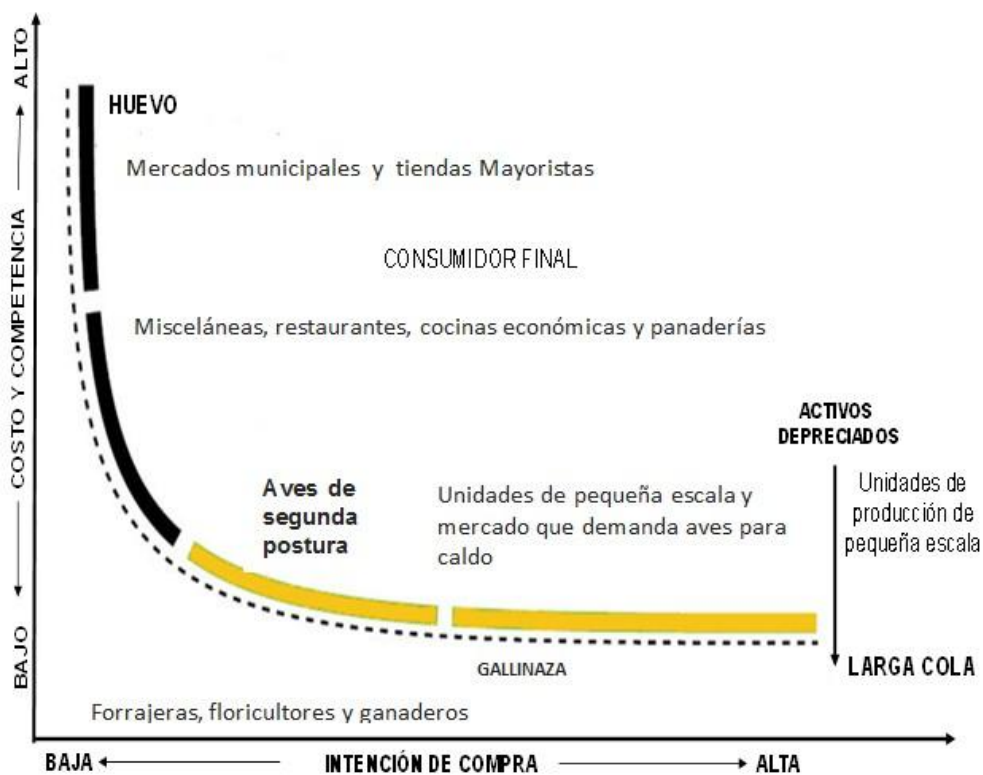 ALTO
COSTO Y COMPETENCIA
BAJO
HUEVO
Mercados municipales y tiendas Mayoristas
CONSUMIDOR FINAL
Misceláneas, restaurantes, cocinas económicas y panaderías
ACTIVOS
DEPRECIADOS
Aves de
segunda
postura
Unidades de pequeña escala y
mercado que demanda aves para
caldo
Unidades de
producción de
pequeña escala
GALLINAZA
LARGA COLA
Forrajeras, floricultores y ganaderos
BAJA
INTENCIÓN DE COMPRA
ALTA